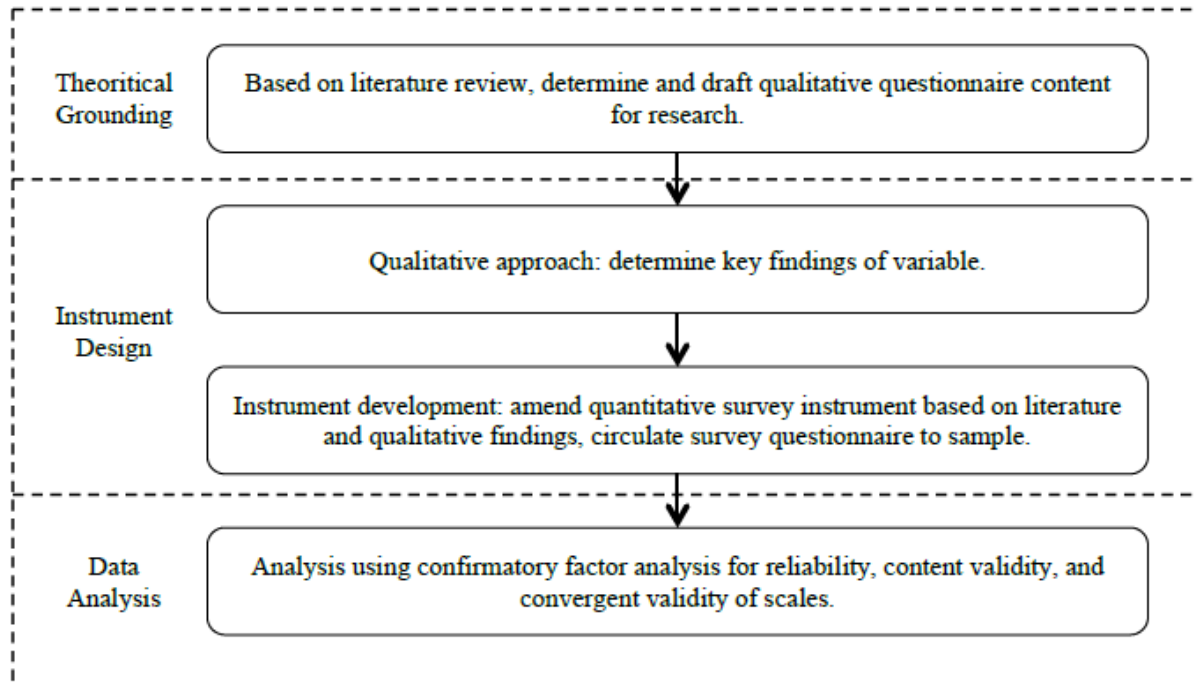 Theoritical
Grounding
Based on literature review, determine and draft qualitative questionnaire content
for research.
Qualitative approach: determine key findings of variable.
Instrument
Design
Instrument development: amend quantitative survey instrument based on literature
and qualitative findings, circulate survey questionnaire to sample.
Data
Analysis
Analysis using confirmatory factor analysis for reliability, content validity, and
convergent validity of scales.